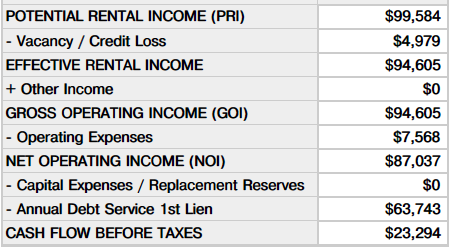 POTENTIAL RENTAL INCOME (PRI) $99,584
- Vacancy / Credit Loss $4,979
EFFECTIVE RENTAL INCOME $94,605
+ Other Income $0
GROSS OPERATING INCOME (GOI) $94,605
- Operating Expenses $7,568
NET OPERATING INCOME (NOI) $87,037
- Capital Expenses / Replacement Reserves $0
- Annual Debt Service 1st Lien $63,743
CASH FLOW BEFORE TAXES $23,294